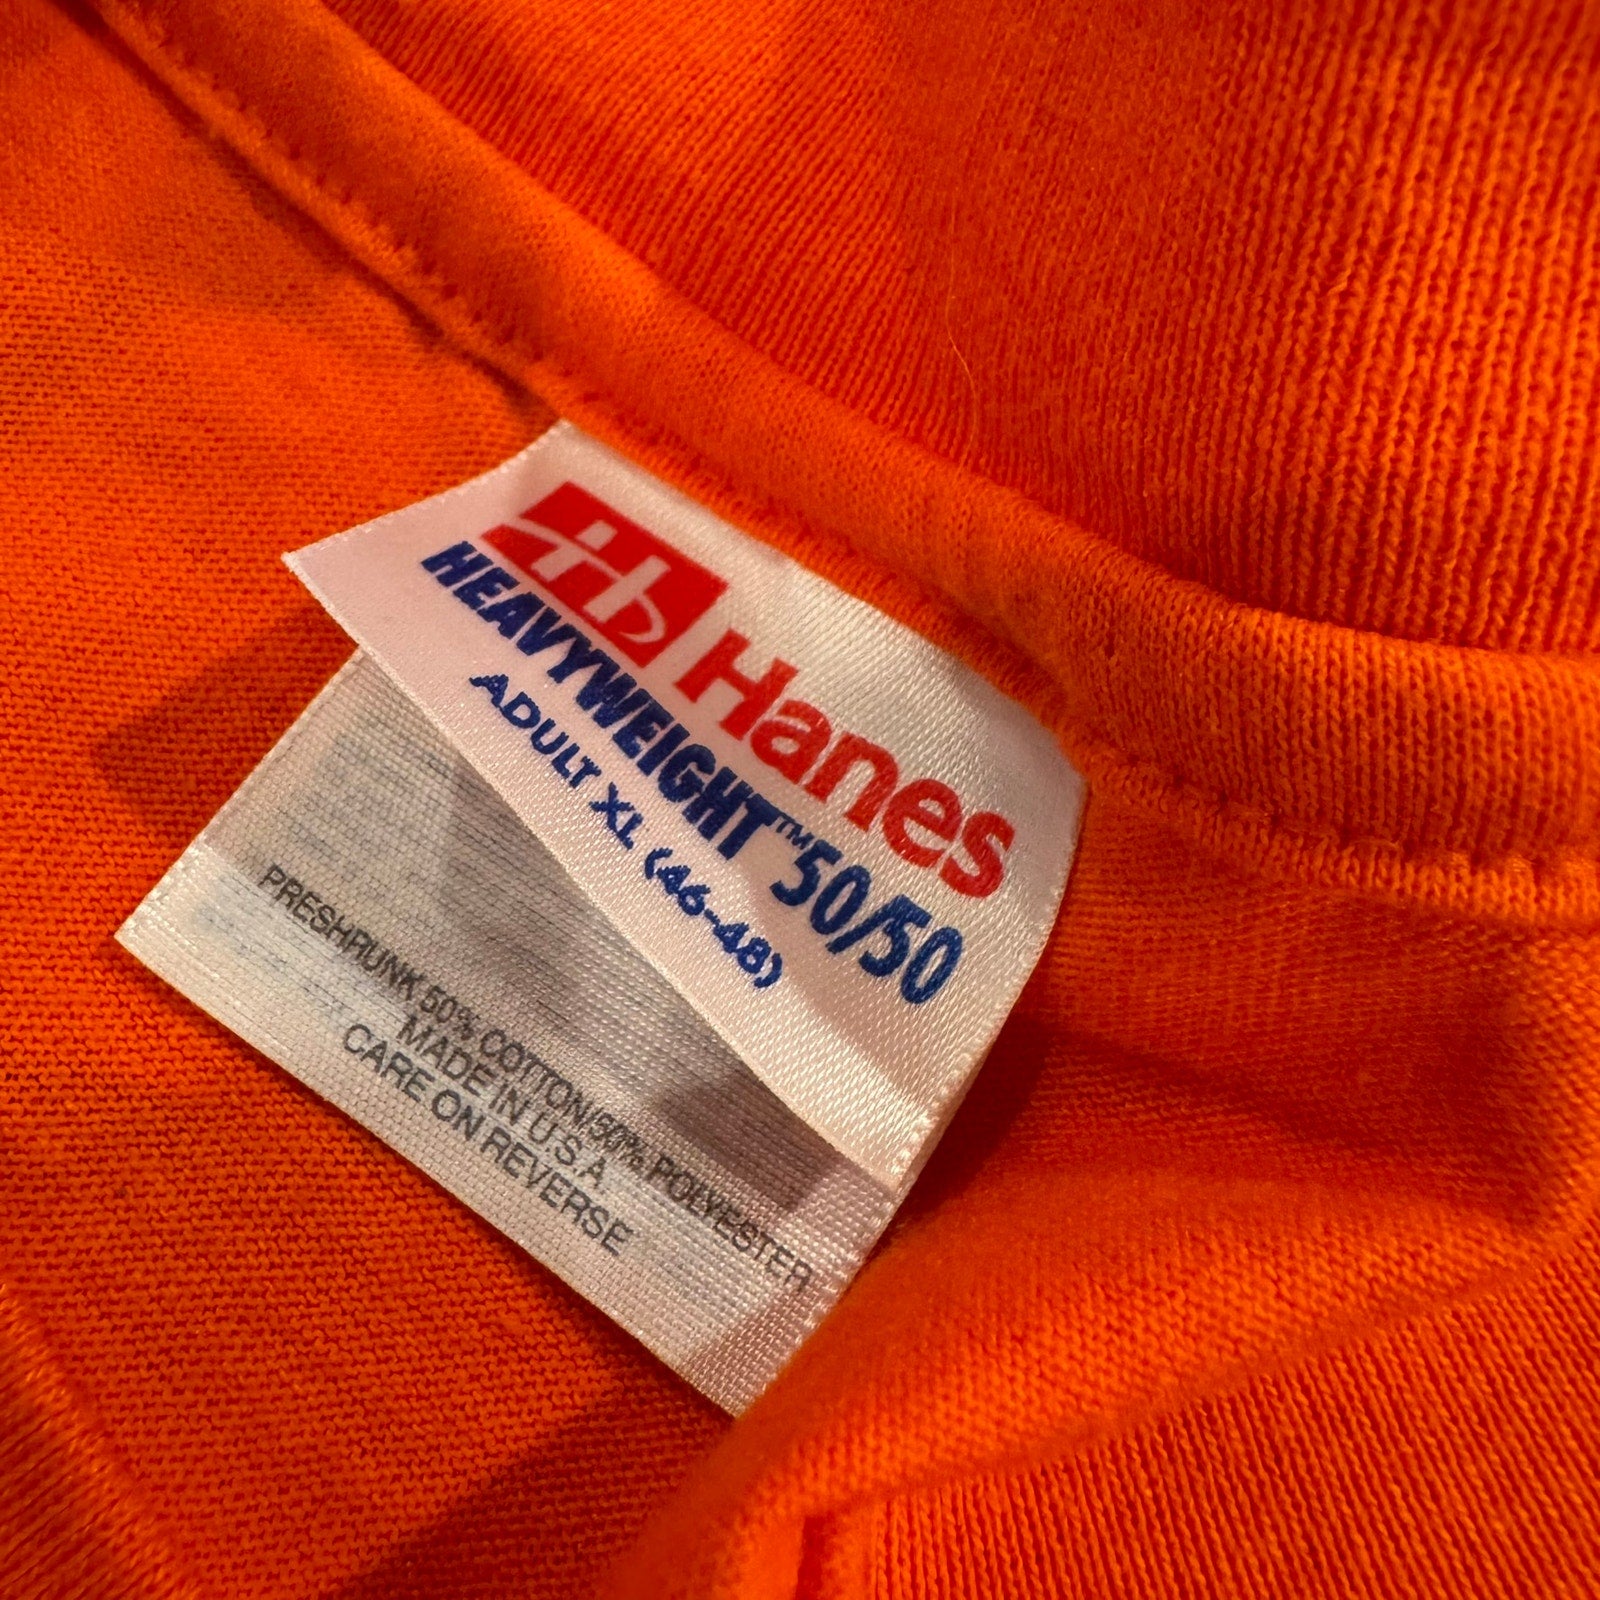 Hanes
HEAVYWEIGHT™ 50/50
ADULT XL (46-48)
PRESHRUNK 50% COTTON/50% POLYESTER
MADE IN U.S.A
CARE ON REVERSE